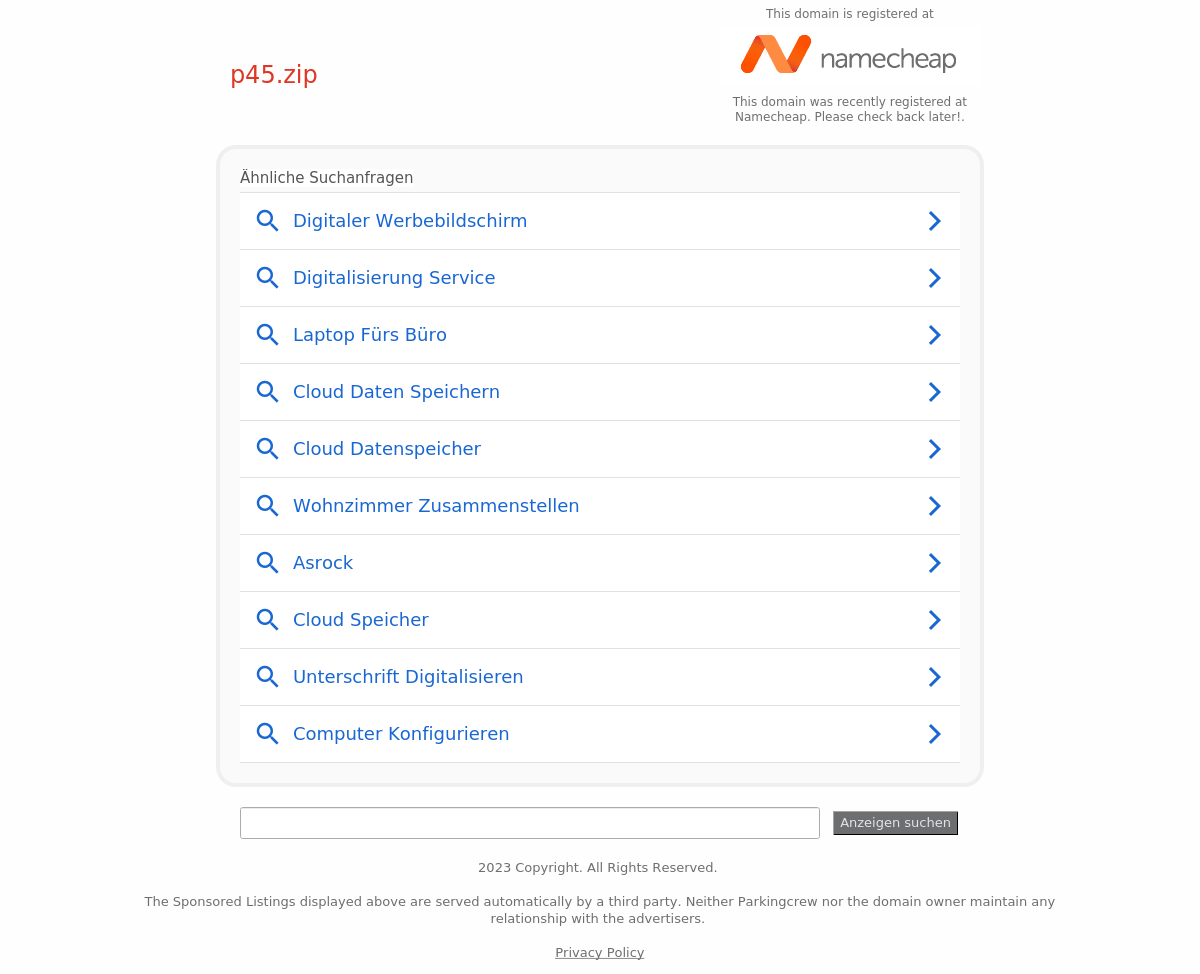 This domain is registered at
namecheap
p45.zip
This domain was recently registered at
Namecheap. Please check back later!.
Ähnliche Suchanfragen
Digitaler Werbebildschirm
Digitalisierung Service
Laptop Fürs Büro
Cloud Daten Speichern
Cloud Datenspeicher
Wohnzimmer Zusammenstellen
Asrock
Cloud Speicher
Unterschrift Digitalisieren
Computer Konfigurieren
Anzeigen suchen
2023 Copyright. All Rights Reserved.
The Sponsored Listings displayed above are served automatically by a third party. Neither Parkingcrew nor the domain owner maintain any
relationship with the advertisers.
Privacy Policy